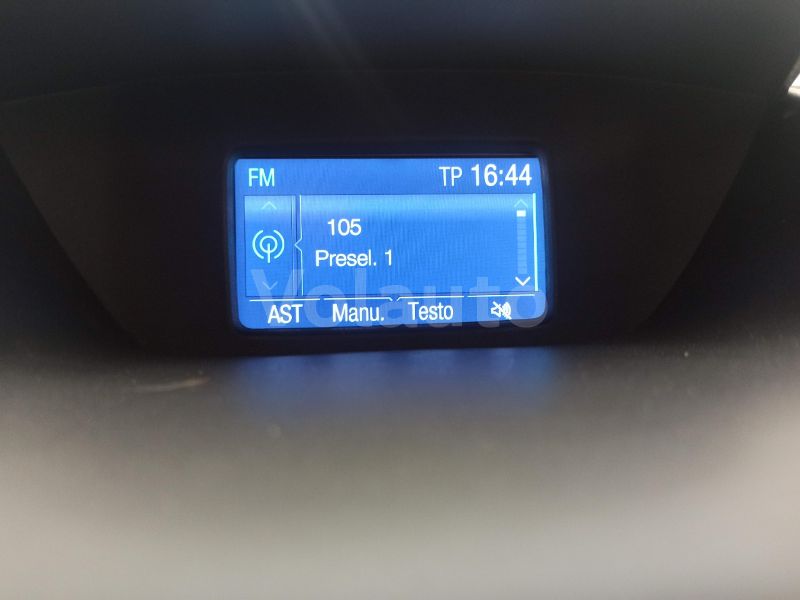 FM TP 16:44
105
Presel. 1
AST Manu. Testo
Volauto